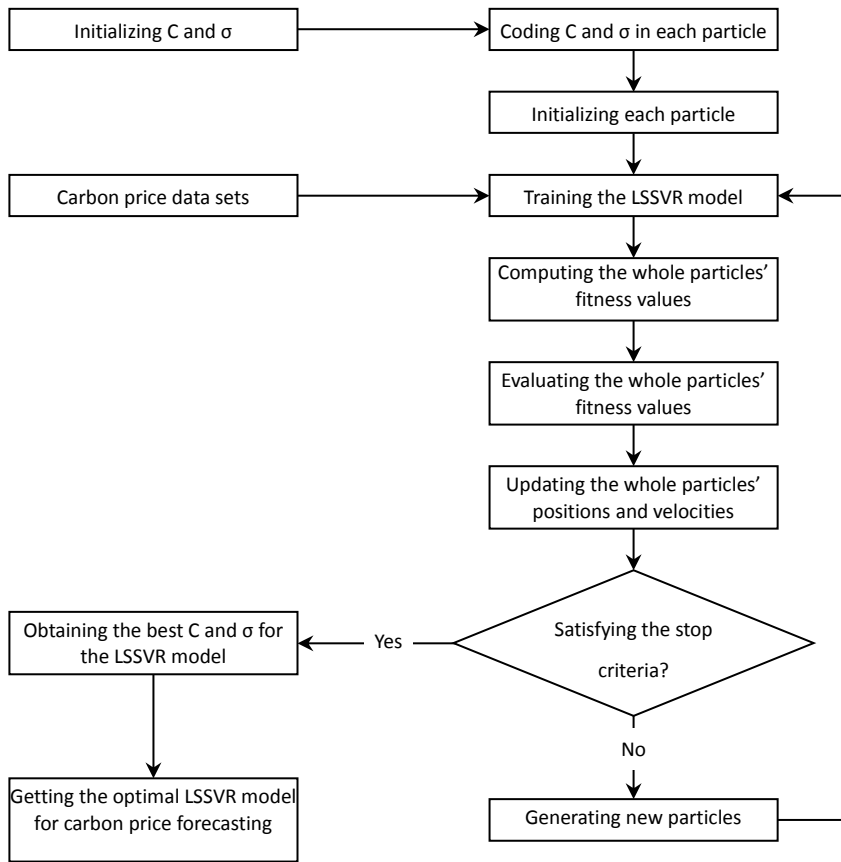 Initializing C and σ
Coding C and σ in each particle
Initializing each particle
Carbon price data sets
Training the LSSVR model
Computing the whole particles’
fitness values
Evaluating the whole particles’
fitness values
Updating the whole particles’
positions and velocities
Satisfying the stop
criteria?
Yes
Obtaining the best C and σ for
the LSSVR model
No
Getting the optimal LSSVR model
for carbon price forecasting
Generating new particles